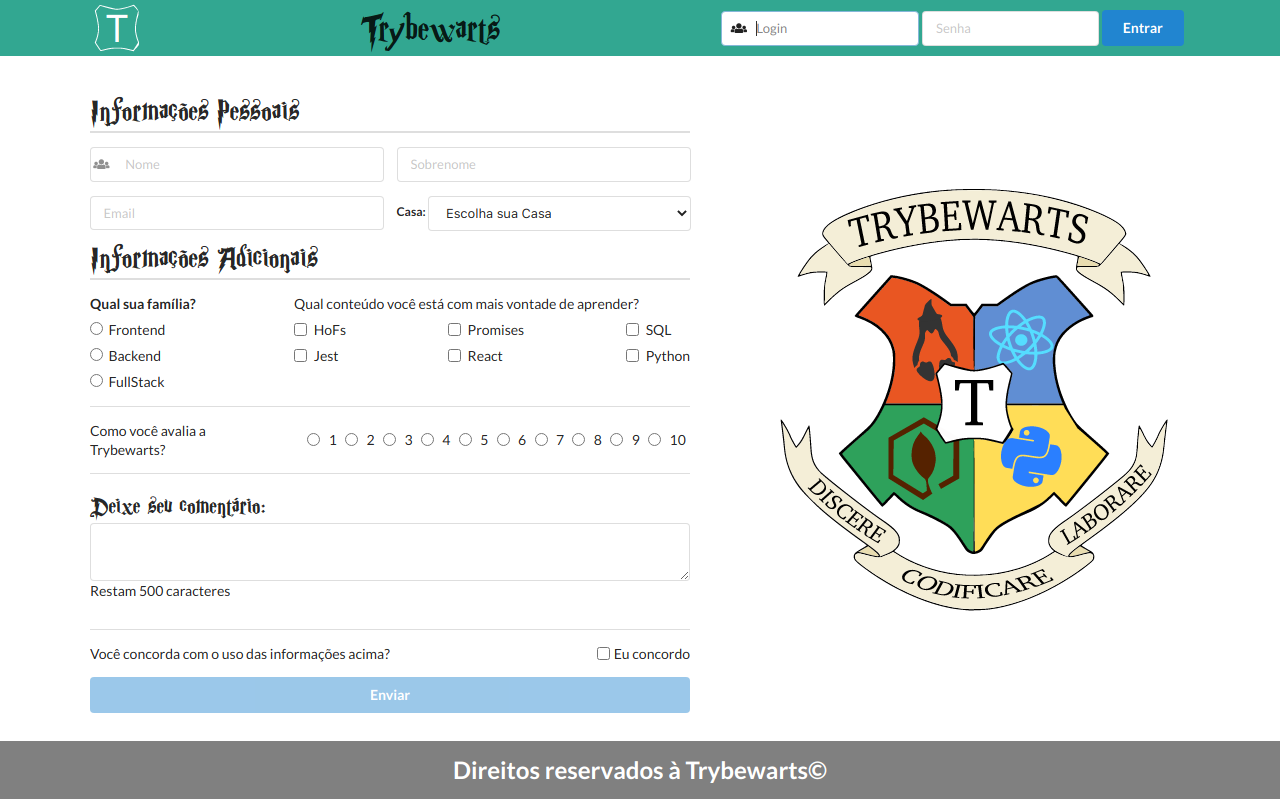 T
Trybewarts
Login
Senha
Entrar
Informações Pessoais
Nome
Sobrenome
Email
Casa:
Escolha sua Casa
Informações Adicionais
Qual sua família?
Frontend
Backend
FullStack
Qual conteúdo você está com mais vontade de aprender?
HoFs
Promises
SQL
Jest
React
Python
Como você avalia a
Trybewarts?
1 2 3 4 5 6 7 8 9 10
Deixe seu comentário:
Restam 500 caracteres
Você concorda com o uso das informações acima?
Eu concordo
Enviar
TRYBEWARTS
T
DISCERE
CODIFICARE
LABORARE
Direitos reservados à Trybewarts©